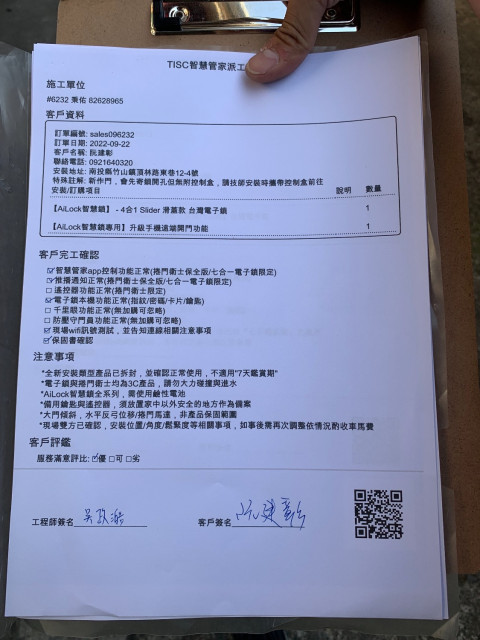 TISC智慧管家派工
施工單位
#6232 秉佑 82628965
客戶資料
訂單編號: sales096232
訂單日期: 2022-09-22
客戶名稱: 阮建彰
聯絡電話: 0921640320
安裝地址: 南投縣竹山鎮頂林路東巷12-4號
特殊註解: 新作門，會先寄鎖開孔但無附控制盒，請技師安裝時攜帶控制盒前往
安裝/訂購項目 說明 數量
【AiLock智慧鎖】 - 4合1 Slider 滑蓋款 台灣電子鎖 1
【AiLock智慧鎖專用】升級手機遠端開門功能 1
客戶完工確認
☑智慧管家app控制功能正常(捲門衛士保全版/七合一電子鎖限定)
☑推播通知正常(捲門衛士保全版/七合一電子鎖限定)
☐ 遙控器功能正常(捲門衛士限定)
☑電子鎖本機功能正常(指紋/密碼/卡片/鑰匙)
☐ 千里眼功能正常(無加購可忽略)
☐ 防壓守門員功能正常(無加購可忽略)
☑現場wifi訊號測試，並告知連線相關注意事項
☑保固書確認
注意事項
*全新安裝類型產品已拆封，並確認正常使用，不適用"7天鑑賞期"
*電子鎖與捲門衛士均為3C產品，請勿大力碰撞與進水
*AiLock智慧鎖全系列，需使用鹼性電池
*備用鑰匙與遙控器，須放置家中以外安全的地方作為備案
*大門傾斜，水平反弓位移/捲門馬達，非產品保固範圍
*現場雙方已確認，安裝位置/角度/鬆緊度等相關事項，如事後需再次調整依情況酌收車馬費
客戶評鑑
服務滿意評比: ☑優 ☐可 ☐劣
工程師簽名
客戶簽名 阮建彰